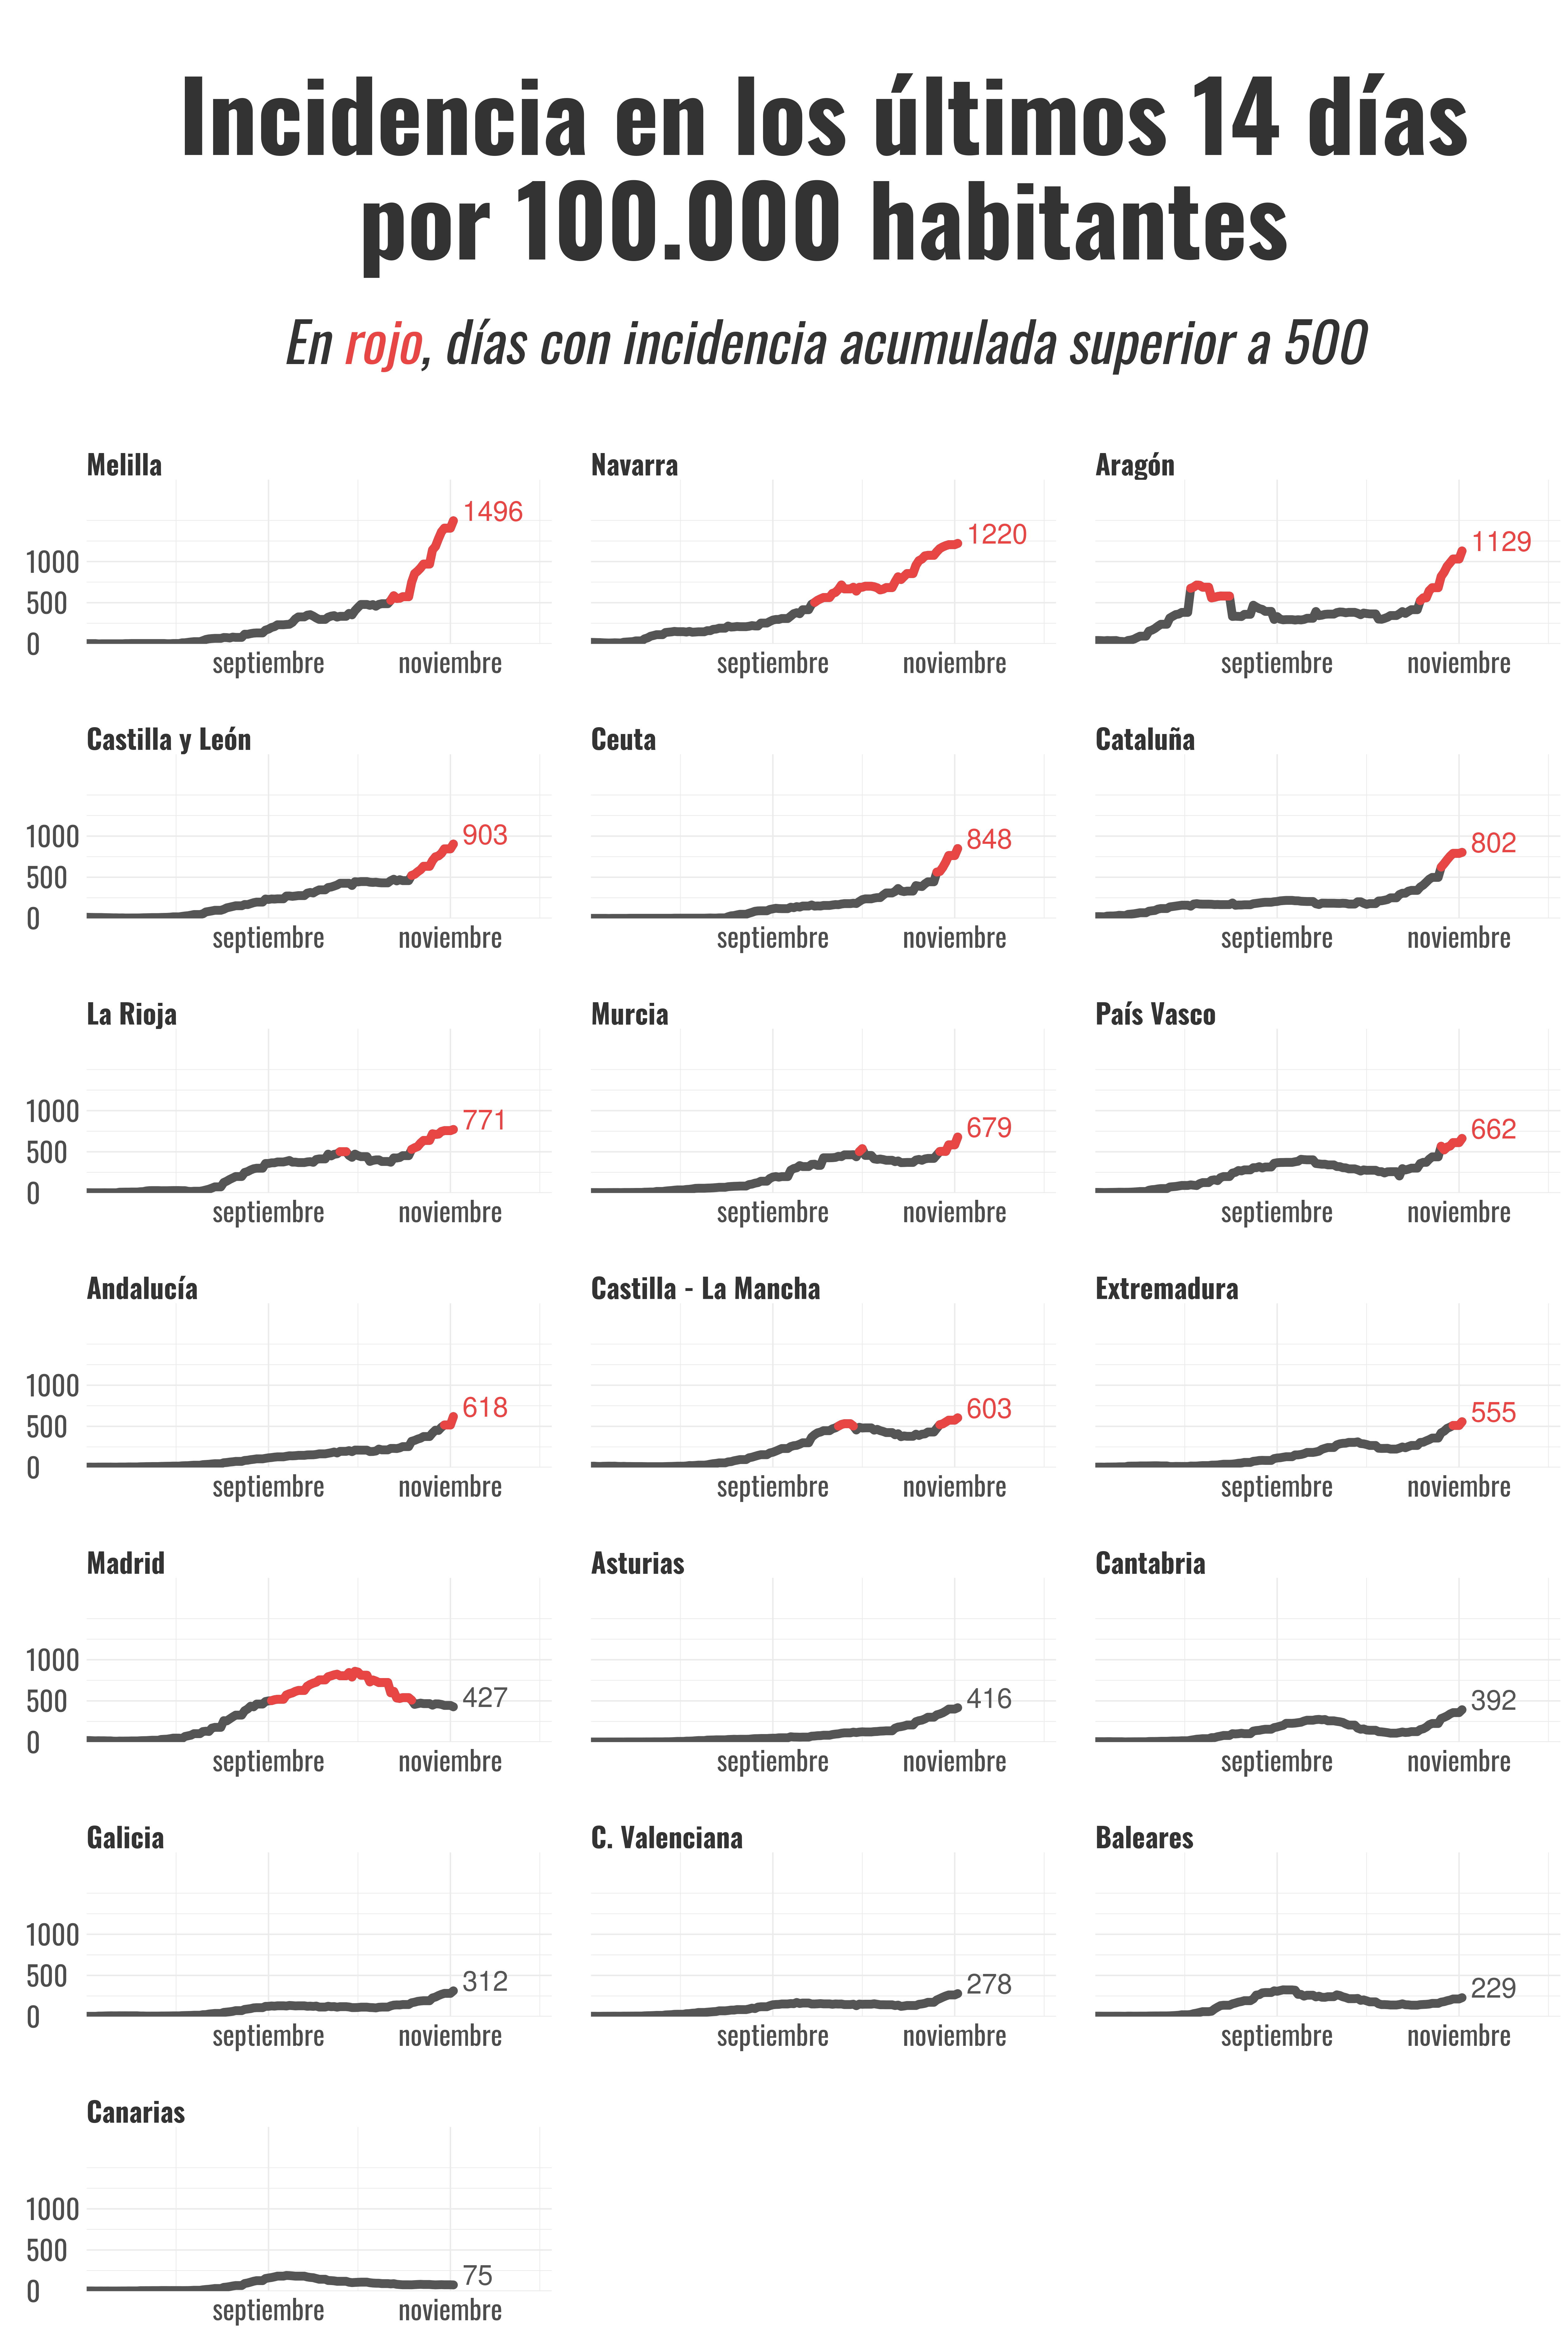 Incidencia en los últimos 14 días
por 100.000 habitantes
En rojo, días con incidencia acumulada superior a 500
Melilla
Navarra
Aragón
1496
1220
1129
1000
500
0
septiembre
noviembre
septiembre
noviembre
septiembre
noviembre
Castilla y León
Ceuta
Cataluña
903
848
802
1000
500
0
septiembre
noviembre
septiembre
noviembre
septiembre
noviembre
La Rioja
Murcia
País Vasco
771
679
662
1000
500
0
septiembre
noviembre
septiembre
noviembre
septiembre
noviembre
Andalucía
Castilla - La Mancha
Extremadura
618
603
555
1000
500
0
septiembre
noviembre
septiembre
noviembre
septiembre
noviembre
Madrid
Asturias
Cantabria
427
416
392
1000
500
0
septiembre
noviembre
septiembre
noviembre
septiembre
noviembre
Galicia
C. Valenciana
Baleares
312
278
229
1000
500
0
septiembre
noviembre
septiembre
noviembre
septiembre
noviembre
Canarias
75
1000
500
0
septiembre
noviembre